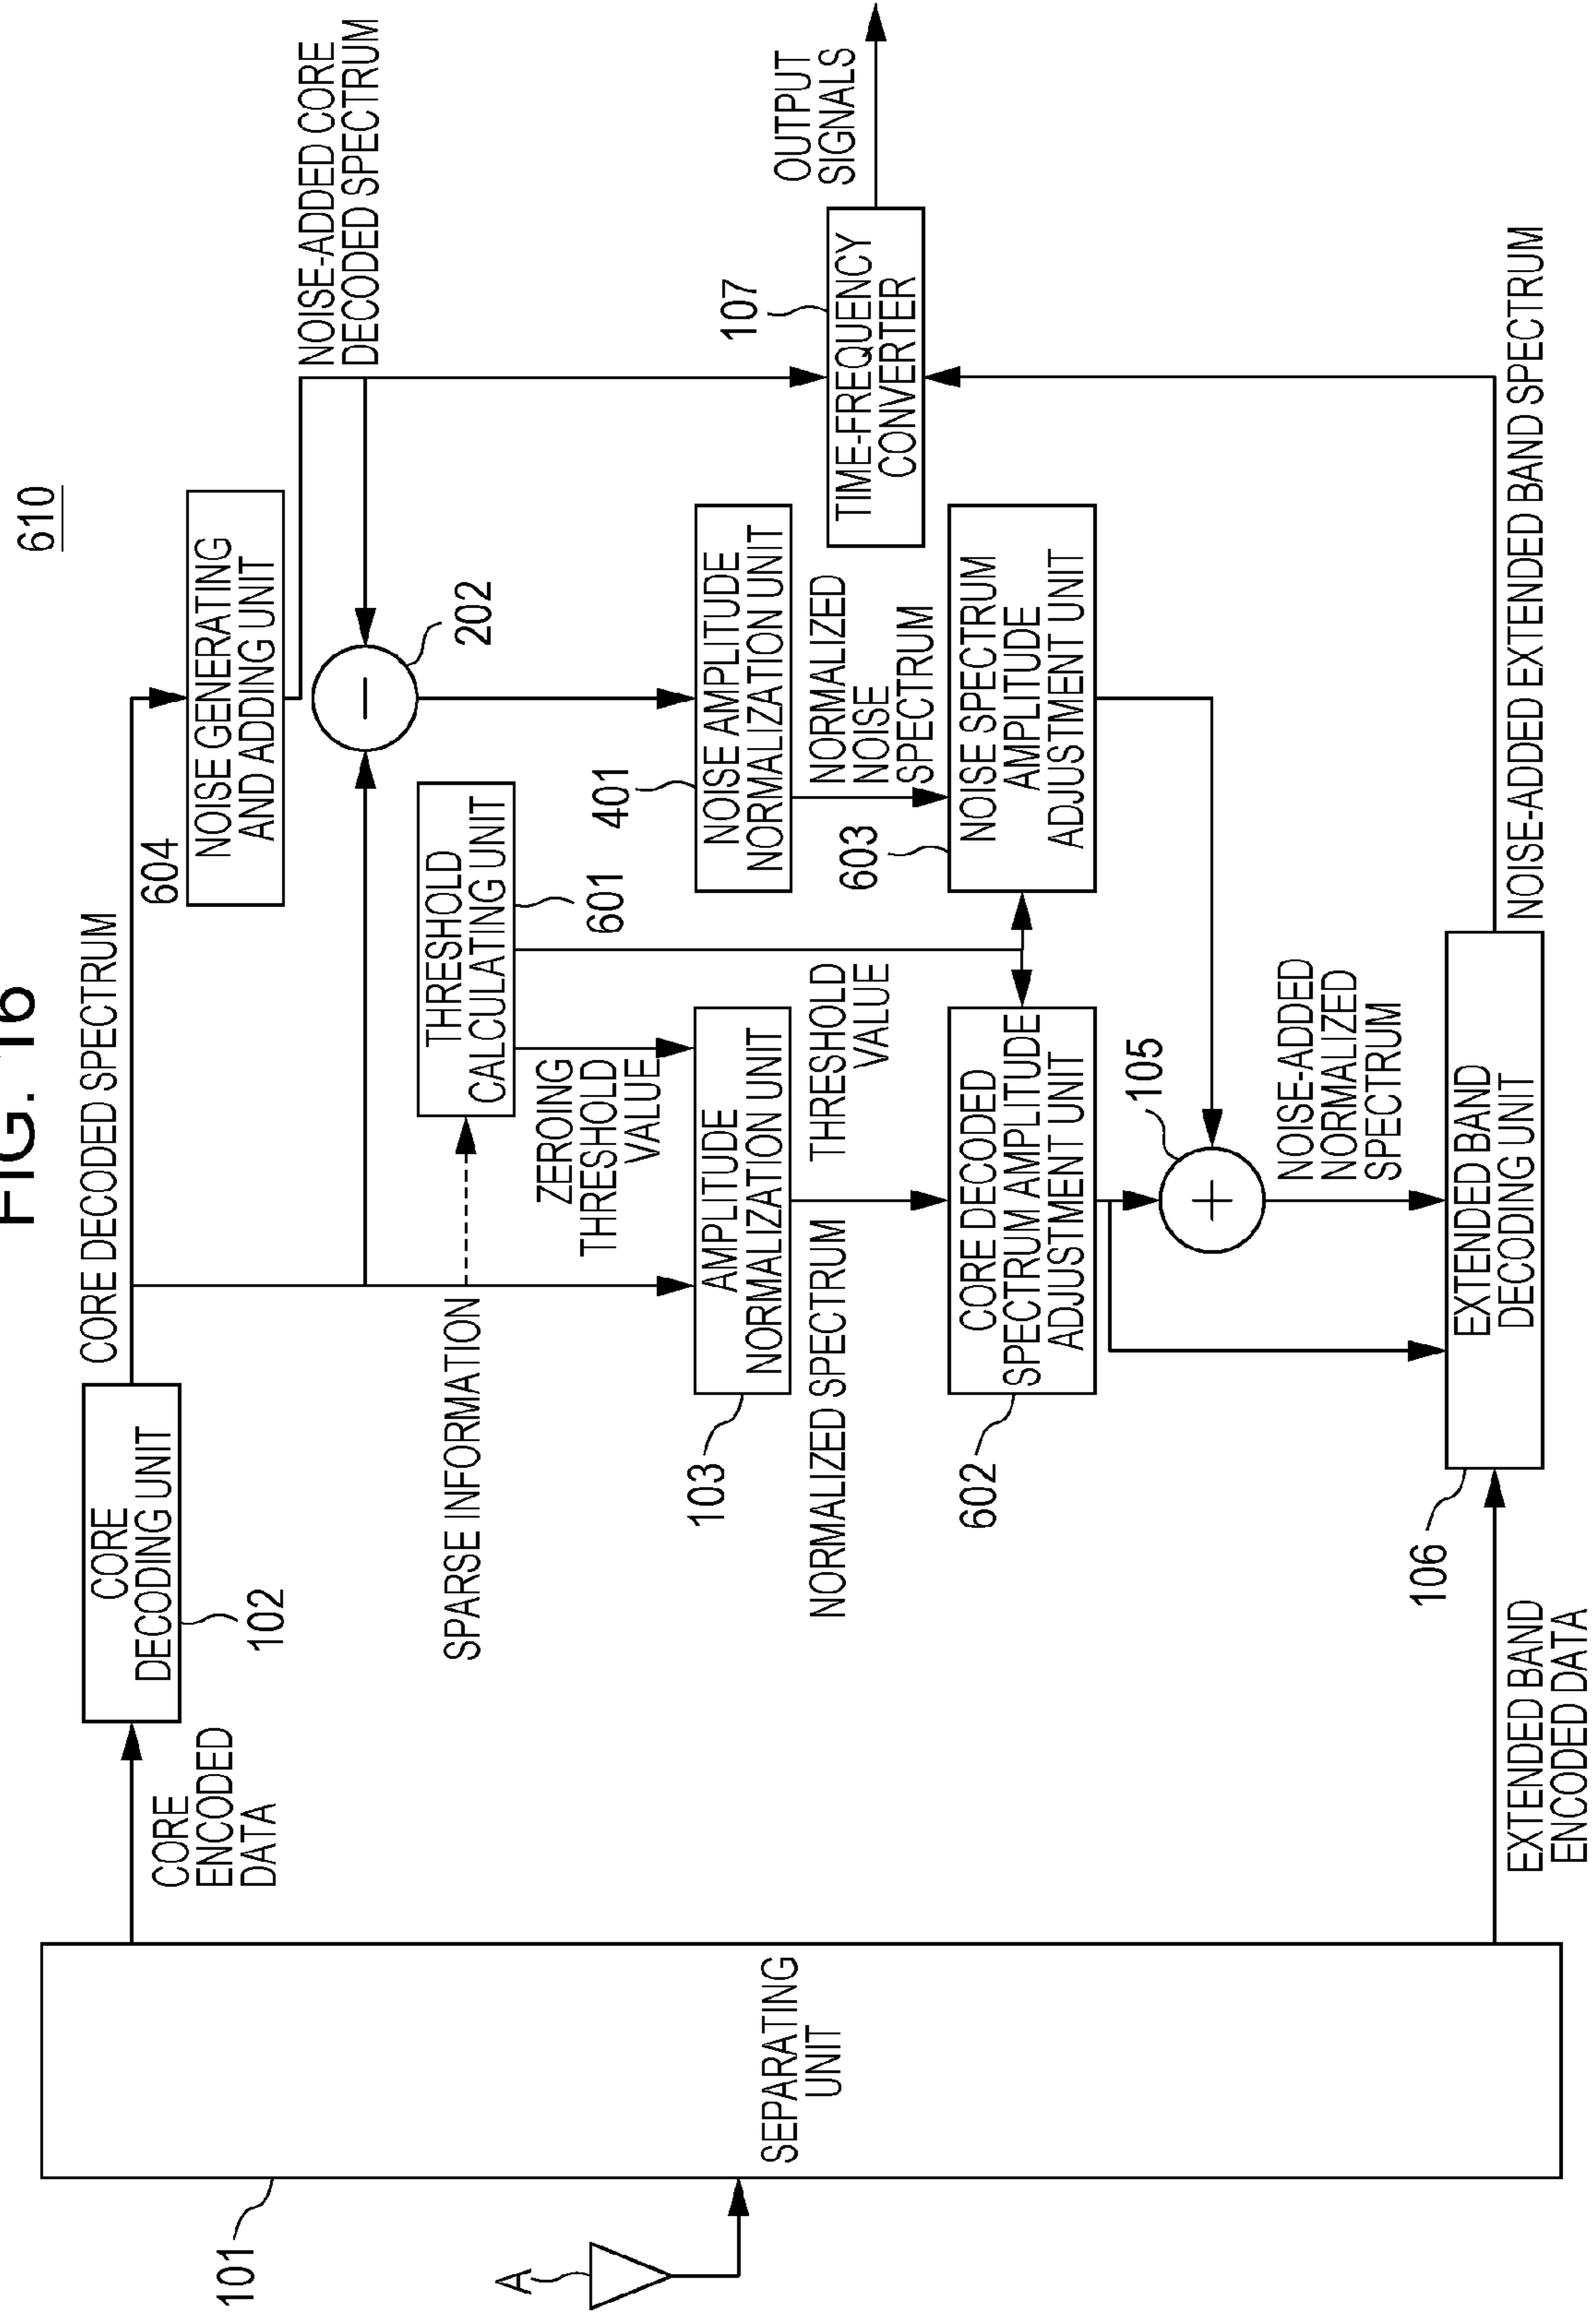 FIG. 16
610
CORE DECODED SPECTRUM
604
NOISE GENERATING
AND ADDING UNIT
NOISE-ADDED CORE
DECODED SPECTRUM
CORE
DECODING UNIT
102
CORE
ENCODED
DATA
202
THRESHOLD
CALCULATING UNIT
601
SPARSE INFORMATION
ZEROING
THRESHOLD
VALUE
401
NOISE AMPLITUDE
NORMALIZATION UNIT
NORMALIZED
NOISE
SPECTRUM
103
AMPLITUDE
NORMALIZATION UNIT
NORMALIZED SPECTRUM
THRESHOLD
VALUE
107
TIME-FREQUENCY
CONVERTER
OUTPUT
SIGNALS
101
A
SEPARATING
UNIT
603
NOISE SPECTRUM
AMPLITUDE
ADJUSTMENT UNIT
602
CORE DECODED
SPECTRUM AMPLITUDE
ADJUSTMENT UNIT
105
NOISE-ADDED
NORMALIZED
SPECTRUM
106
EXTENDED BAND
DECODING UNIT
EXTENDED BAND
ENCODED DATA
NOISE-ADDED EXTENDED BAND SPECTRUM
−
+